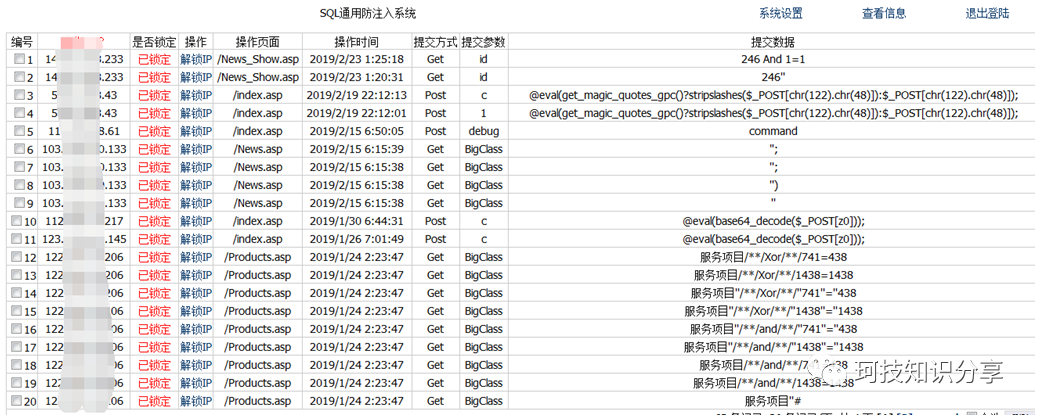 SQL通用防注入系统 系统设置 查看信息 退出登陆
编号 是否锁定 操作 操作页面 操作时间 提交方式 提交参数 提交数据
1 .233 已锁定 解锁IP /News_Show.asp 2019/2/23 1:25:18 Get id 246 And 1=1
2 .233 已锁定 解锁IP /News_Show.asp 2019/2/23 1:20:31 Get id 246"
3 .43 已锁定 解锁IP /index.asp 2019/2/19 22:12:13 Post c @eval(get_magic_quotes_gpc()?stripslashes($_POST[chr(122).chr(48)]):$_POST[chr(122).chr(48)]);
4 .43 已锁定 解锁IP /index.asp 2019/2/19 22:12:01 Post 1 @eval(get_magic_quotes_gpc()?stripslashes($_POST[chr(122).chr(48)]):$_POST[chr(122).chr(48)]);
5 11 8.61 已锁定 解锁IP /index.asp 2019/2/15 6:50:05 Post debug command
6 103. .133 已锁定 解锁IP /News.asp 2019/2/15 6:15:39 Get BigClass ";
7 103. .133 已锁定 解锁IP /News.asp 2019/2/15 6:15:38 Get BigClass ";
8 103. .133 已锁定 解锁IP /News.asp 2019/2/15 6:15:38 Get BigClass ")
9 103. .133 已锁定 解锁IP /News.asp 2019/2/15 6:15:38 Get BigClass "
10 112 217 已锁定 解锁IP /index.asp 2019/1/30 6:44:31 Post c @eval(base64_decode($_POST[z0]));
11 123. .145 已锁定 解锁IP /index.asp 2019/1/26 7:01:49 Post c @eval(base64_decode($_POST[z0]));
12 122 206 已锁定 解锁IP /Products.asp 2019/1/24 2:23:47 Get BigClass 服务项目/**/Xor/**/741=438
13 122 206 已锁定 解锁IP /Products.asp 2019/1/24 2:23:47 Get BigClass 服务项目/**/Xor/**/1438=1438
14 122 206 已锁定 解锁IP /Products.asp 2019/1/24 2:23:47 Get BigClass 服务项目"/**/Xor/**/"741"="438
15 122 06 已锁定 解锁IP /Products.asp 2019/1/24 2:23:47 Get BigClass 服务项目"/**/Xor/**/"1438"="1438
16 122 06 已锁定 解锁IP /Products.asp 2019/1/24 2:23:47 Get BigClass 服务项目"/**/and/**/"741"="438
17 122 06 已锁定 解锁IP /Products.asp 2019/1/24 2:23:47 Get BigClass 服务项目"/**/and/**/"1438"="1438
18 122 06 已锁定 解锁IP /Products.asp 2019/1/24 2:23:47 Get BigClass 服务项目/**/and/**/
19 122 06 已锁定 解锁IP /Products.asp 2019/1/24 2:23:47 Get BigClass 服务项目/**/and/**/1438=1438
20 122 06 已锁定 解锁IP /Products.asp 2019/1/24 2:23:47 Get BigClass 服务项目"#
珂技知识分享